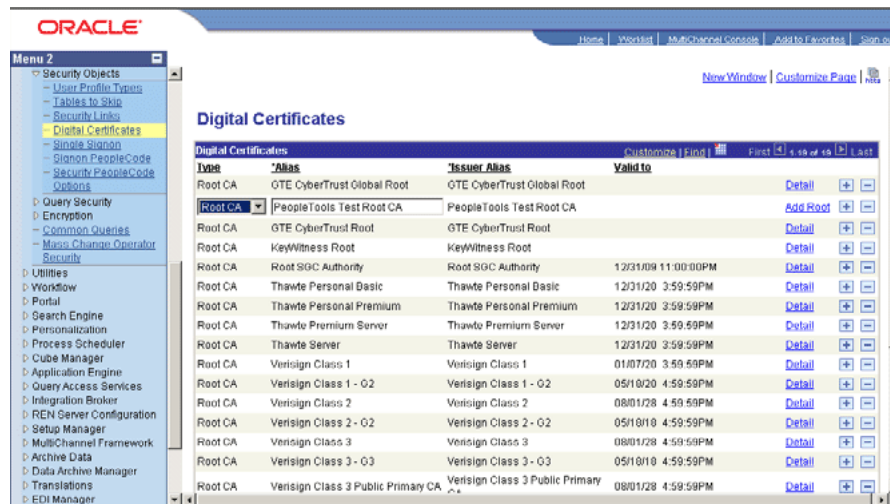 ORACLE
Home | Worklist | MultiChannel Console | Add to Favorites | Sign o
Menu 2
Security Objects
User Profile Types
Tables to Skip
Security Links
Digital Certificates
Single Signon
Signon PeopleCode
Security PeopleCode
Options
Query Security
Encryption
Common Queries
Mass Change Operator
Security
Utilities
Workflow
Portal
Search Engine
Personalization
Process Scheduler
Cube Manager
Application Engine
Query Access Services
Integration Broker
REN Server Configuration
Setup Manager
MultiChannel Framework
Archive Data
Data Archive Manager
Translations
EDI Manager
New Window | Customize Page |
Digital Certificates
Digital Certificates Customize | Find | First 1-19 of 19 Last
Type *Alias *Issuer Alias Valid to
Root CA GTE CyberTrust Global Root GTE CyberTrust Global Root Detail
Root CA PeopleTools Test Root CA PeopleTools Test Root CA Add Root
Root CA GTE CyberTrust Root GTE CyberTrust Root Detail
Root CA KeyWitness Root KeyWitness Root Detail
Root CA Root SGC Authority Root SGC Authority 12/31/09 11:00:00PM Detail
Root CA Thawte Personal Basic Thawte Personal Basic 12/31/20 3:59:59PM Detail
Root CA Thawte Personal Premium Thawte Personal Premium 12/31/20 3:59:59PM Detail
Root CA Thawte Premium Server Thawte Premium Server 12/31/20 3:59:59PM Detail
Root CA Thawte Server Thawte Server 12/31/20 3:59:59PM Detail
Root CA Verisign Class 1 Verisign Class 1 01/07/20 3:59:59PM Detail
Root CA Verisign Class 1 - G2 Verisign Class 1 - G2 05/18/20 4:59:59PM Detail
Root CA Verisign Class 2 Verisign Class 2 08/01/28 4:59:59PM Detail
Root CA Verisign Class 2 - G2 Verisign Class 2 - G2 05/18/18 4:59:59PM Detail
Root CA Verisign Class 3 Verisign Class 3 08/01/28 4:59:59PM Detail
Root CA Verisign Class 3 - G3 Verisign Class 3 - G3 05/18/18 4:59:59PM Detail
Root CA Verisign Class 3 Public Primary CA Verisign Class 3 Public Primary 08/01/28 4:59:59PM Detail